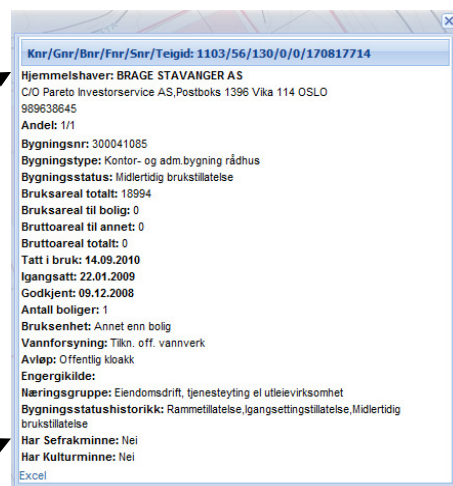 Knr/Gnr/Bnr/Fnr/Snr/Teigid: 1103/56/130/0/0/170817714
Hjemmelshaver: BRAGE STAVANGER AS
C/O Pareto Investorservice AS,Postboks 1396 Vika 114 OSLO
989638645
Andel: 1/1
Bygningsnr: 300041085
Bygningstype: Kontor- og adm.bygning rådhus
Bygningsstatus: Midlertidig brukstillatelse
Bruksareal totalt: 18994
Bruksareal til bolig: 0
Bruttoareal til annet: 0
Bruttoareal totalt: 0
Tatt i bruk: 14.09.2010
Igangsatt: 22.01.2009
Godkjent: 09.12.2008
Antall boliger: 1
Bruksenhet: Annet enn bolig
Vannforsyning: Tilkn. off. vannverk
Avløp: Offentlig kloakk
Engergikilde:
Næringsgruppe: Eiendomsdrift, tjenesteyting el utleievirksomhet
Bygningsstatushistorikk: Rammetillatelse,Igangsettingstillatelse,Midlertidig
brukstillatelse
Har Sefrakminne: Nei
Har Kulturminne: Nei
Excel